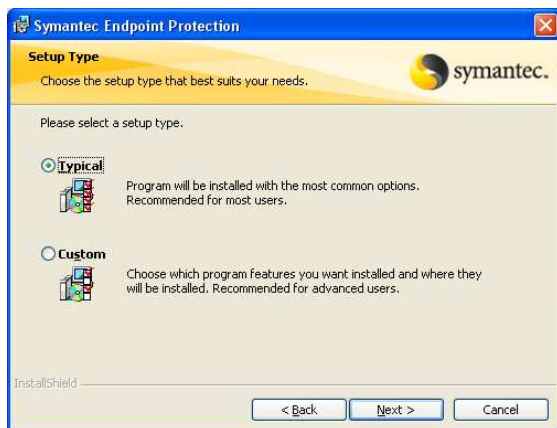 Symantec Endpoint Protection
Setup Type
Choose the setup type that best suits your needs.
symantec.
Please select a setup type.
Typical
Program will be installed with the most common options.
Recommended for most users.
Custom
Choose which program features you want installed and where they
will be installed. Recommended for advanced users.
InstallShield
< Back
Next >
Cancel